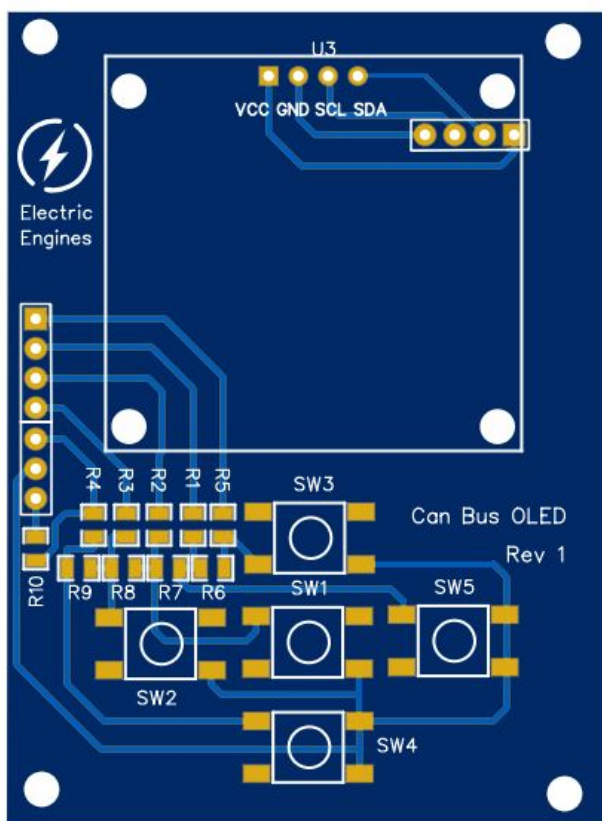 U3
VCC GND SCL SDA
Electric
Engines
R4 R3 R2 R1 R5
SW3
Can Bus OLED
Rev 1
R10
R9 R8 R7 R6
SW1
SW5
SW2
SW4